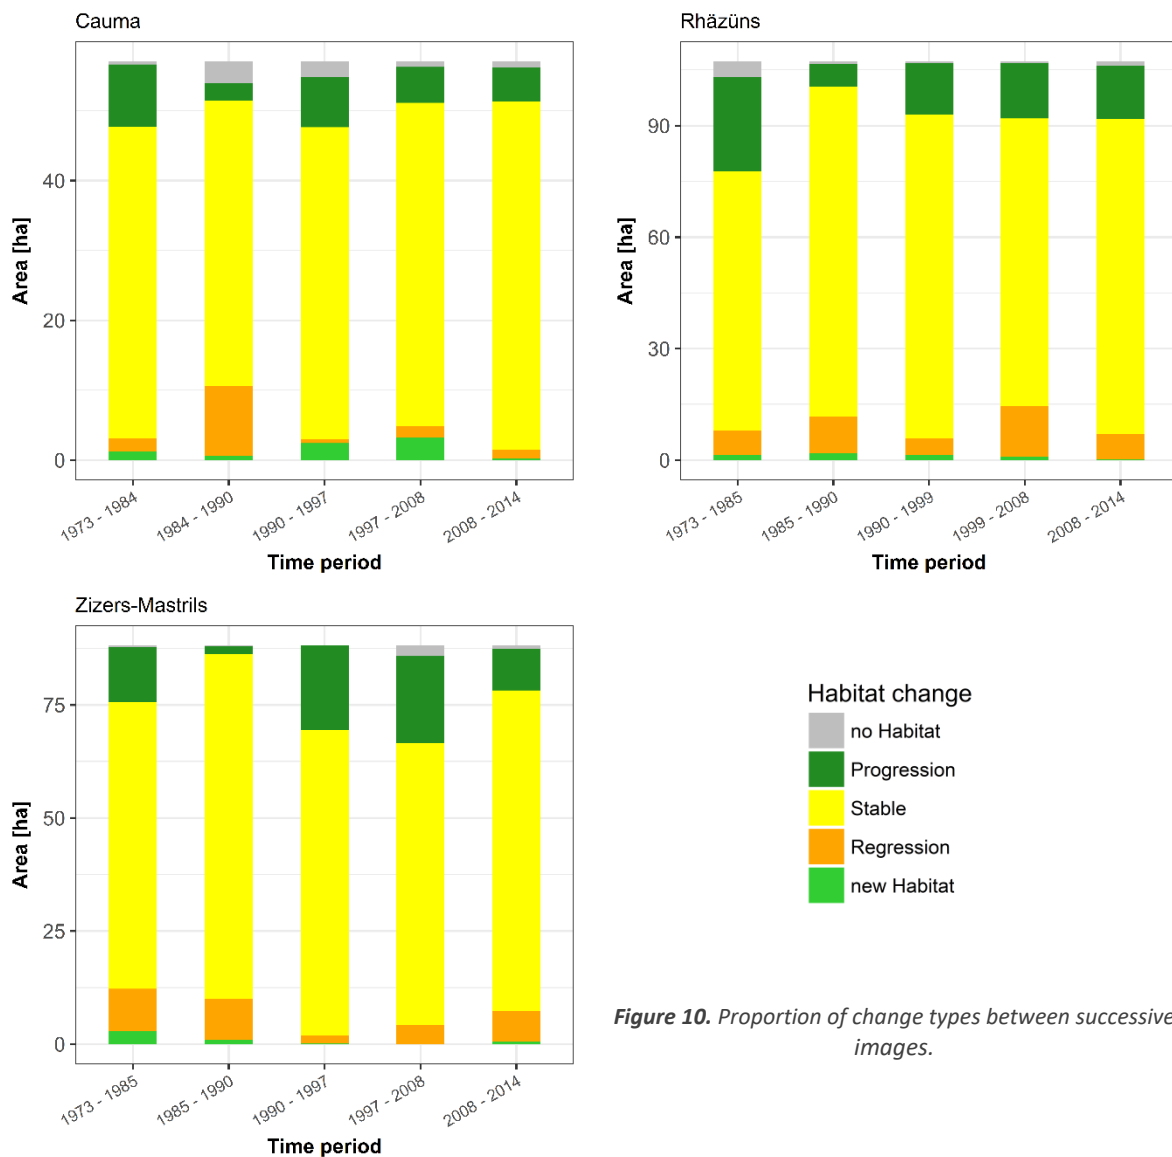 Cauma
Area [ha]
40
20
0
1973 - 1984
1984 - 1990
1990 - 1997
1997 - 2008
2008 - 2014
Time period
Rhäzüns
Area [ha]
90
60
30
0
1973 - 1985
1985 - 1990
1990 - 1999
1999 - 2008
2008 - 2014
Time period
Zizers-Mastrils
Area [ha]
75
50
25
0
1973 - 1985
1985 - 1990
1990 - 1997
1997 - 2008
2008 - 2014
Time period
Habitat change
no Habitat
Progression
Stable
Regression
new Habitat
Figure 10. Proportion of change types between successive
images.